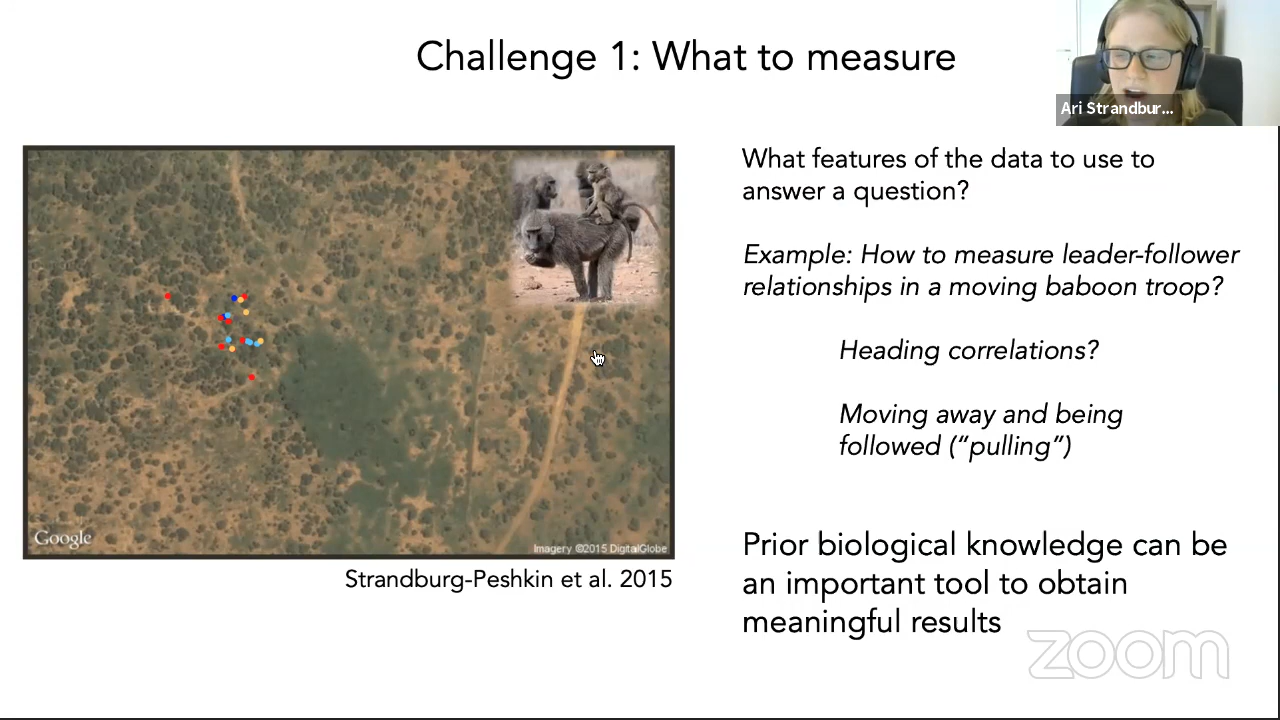 Challenge 1: What to measure
Ari Strandbur...
What features of the data to use to
answer a question?
Example: How to measure leader-follower
relationships in a moving baboon troop?
Heading correlations?
Moving away and being
followed (“pulling”)
Prior biological knowledge can be
an important tool to obtain
meaningful results
Google
Imagery ©2015 DigitalGlobe
Strandburg-Peshkin et al. 2015
zoom